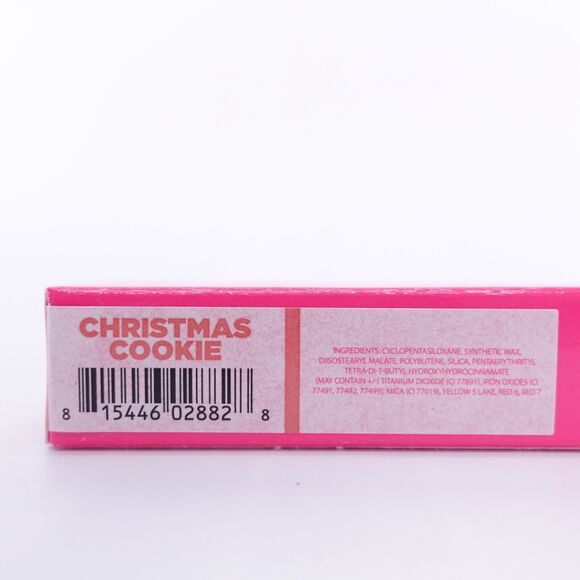 CHRISTMAS
COOKIE
8 15446 02882 8
INGREDIENTS: CYCLOPENTASILOXANE, SYNTHETIC WAX,
DIISOSTEARYL MALATE, POLYBUTENE, SILICA, PENTAERYTHRITYL
TETRA-DI-T-BUTYL HYDROXYHYDROCINNAMATE
(MAY CONTAIN +/-) TITANIUM DIOXIDE (CI 77891), IRON OXIDES (CI
77491, 77492, 77499), MICA (CI 77019), YELLOW 5 LAKE, RED 6, RED 7